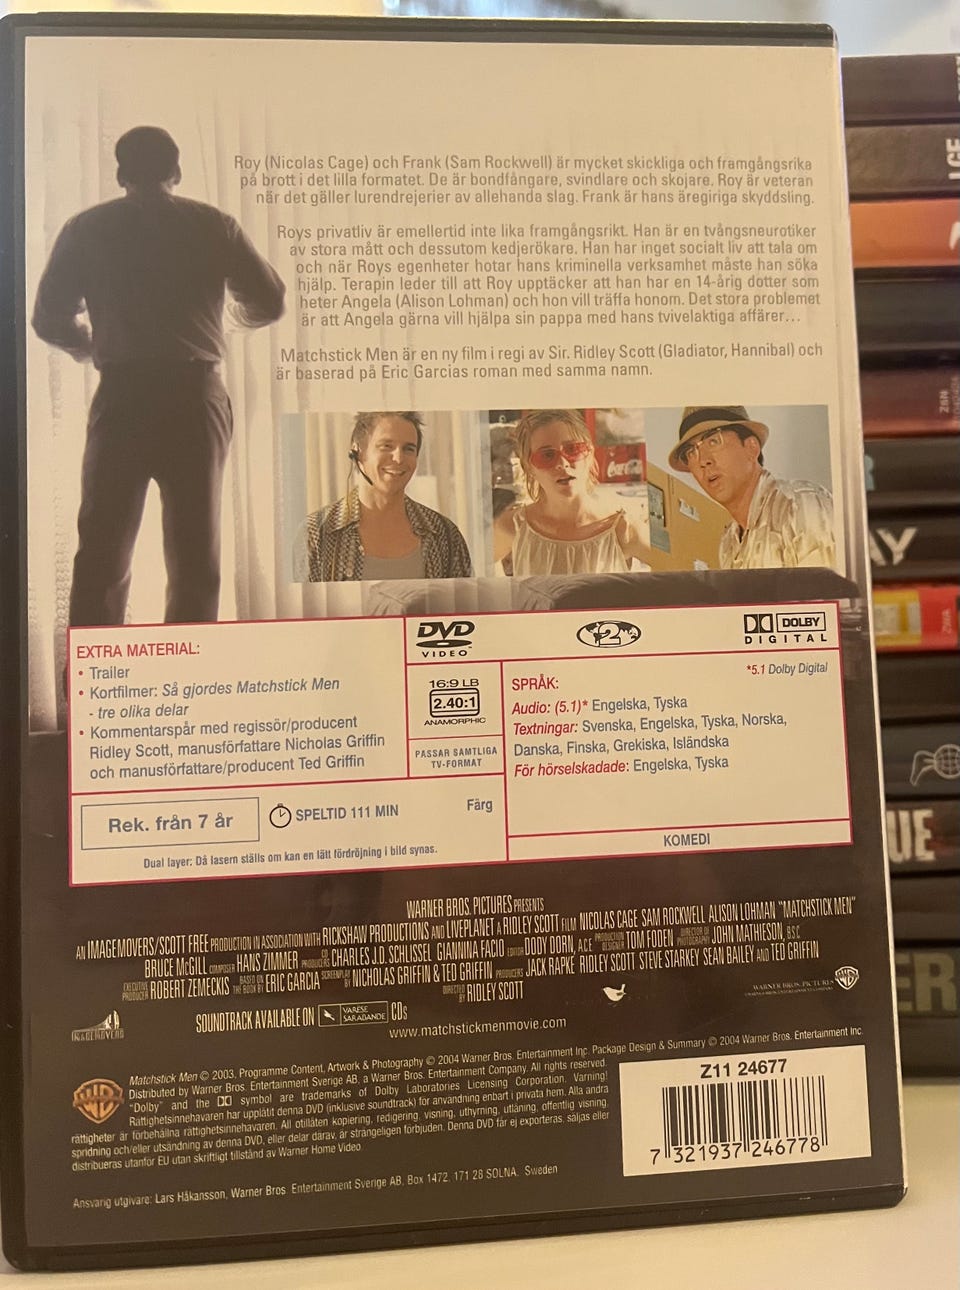 Roy (Nicolas Cage) och Frank (Sam Rockwell) är mycket skickliga och framgångsrika
på brott i det lilla formatet. De är bondfångare, svindlare och skojare. Roy är veteran
när det gäller lurendrejerier av allehanda slag. Frank är hans äregiriga skyddsling.
Roys privatliv är emellertid inte lika framgångsrikt. Han är en tvångsneurotiker
av stora mått och dessutom kedjerökare. Han har inget socialt liv att tala om
och när Roys egenheter hotar hans kriminella verksamhet måste han söka
hjälp. Terapin leder till att Roy upptäcker att han har en 14-årig dotter som
heter Angela (Alison Lohman) och hon vill träffa honom. Det stora problemet
är att Angela gärna vill hjälpa sin pappa med hans tvivelaktiga affärer...
Matchstick Men är en ny film i regi av Sir. Ridley Scott (Gladiator, Hannibal) och
är baserad på Eric Garcias roman med samma namn.
Coca-Cola
EXTRA MATERIAL:
• Trailer
• Kortfilmer: Så gjordes Matchstick Men
- tre olika delar
• Kommentarspår med regissör/producent
Ridley Scott, manusförfattare Nicholas Griffin
och manusförfattare/producent Ted Griffin
DVD
VIDEO
2
DOLBY
DIGITAL
*5.1 Dolby Digital
16:9 LB
2.40:1
ANAMORPHIC
PASSAR SAMTLIGA
TV-FORMAT
SPRÅK:
Audio: (5.1)* Engelska, Tyska
Textningar: Svenska, Engelska, Tyska, Norska,
Danska, Finska, Grekiska, Isländska
För hörselskadade: Engelska, Tyska
Rek. från 7 år
SPELTID 111 MIN
Färg
Dual layer: Då lasern ställs om kan en lätt fördröjning i bild synas.
KOMEDI
WARNER BROS. PICTURES PRESENTS
AN IMAGEMOVERS/SCOTT FREE PRODUCTION IN ASSOCIATION WITH RICKSHAW PRODUCTIONS AND LIVEPLANET A RIDLEY SCOTT FILM NICOLAS CAGE SAM ROCKWELL ALISON LOHMAN "MATCHSTICK MEN"
BRUCE McGILL COMPOSER HANS ZIMMER CO-PRODUCERS CHARLES J.D. SCHLISSEL GIANNINA FACIO EDITOR DODY DORN, A.C.E. PRODUCTION DESIGNER TOM FODEN DIRECTOR OF PHOTOGRAPHY JOHN MATHIESON, B.S.C.
EXECUTIVE PRODUCER ROBERT ZEMECKIS BASED ON THE BOOK BY ERIC GARCIA SCREENPLAY BY NICHOLAS GRIFFIN & TED GRIFFIN PRODUCERS JACK RAPKE RIDLEY SCOTT STEVE STARKEY SEAN BAILEY AND TED GRIFFIN
DIRECTED BY RIDLEY SCOTT
IMAGEMOVERS
SOUNDTRACK AVAILABLE ON VARESE SARABANDE CDs
WARNER BROS. PICTURES
www.matchstickmenmovie.com
Matchstick Men © 2003, Programme Content, Artwork & Photography © 2004 Warner Bros. Entertainment Inc. Package Design & Summary © 2004 Warner Bros. Entertainment Inc.
Distributed by Warner Bros. Entertainment Sverige AB, a Warner Bros. Entertainment Company. All rights reserved.
"Dolby" and the symbol are trademarks of Dolby Laboratories Licensing Corporation. Varning!
Rättighetsinnehavaren har upplåtit denna DVD (inklusive soundtrack) för användning enbart i privata hem. Alla andra
rättigheter är förbehållna rättighetsinnehavaren. All otillåten kopiering, redigering, visning, uthyrning, utlåning, offentlig visning,
spridning och/eller utsändning av denna DVD, eller delar därav, är strängeligen förbjuden. Denna DVD får ej exporteras, säljas eller
distribueras utanför EU utan skriftligt tillstånd av Warner Home Video.
Ansvarig utgivare: Lars Håkansson, Warner Bros. Entertainment Sverige AB, Box 1472, 171 28 SOLNA, Sweden
Z11 24677
7 321937 246778
ICE
AY
UE
ER